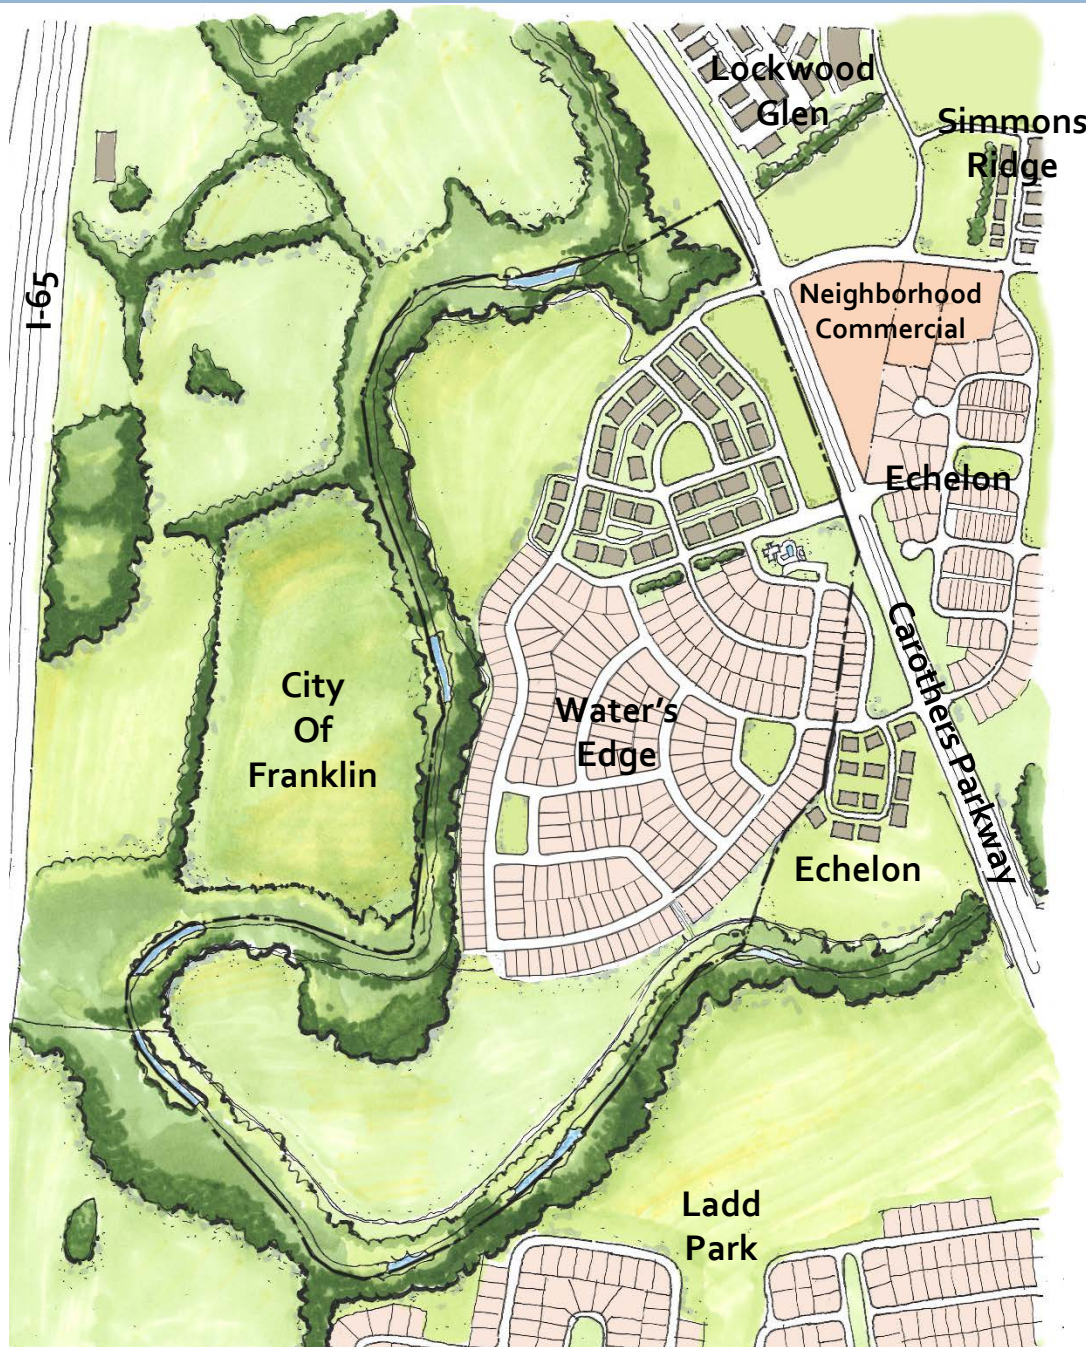 Lockwood
Glen
Simmons
Ridge
I-65
Neighborhood
Commercial
Echelon
Carothers Parkway
City
Of
Franklin
Water's
Edge
Echelon
Ladd
Park